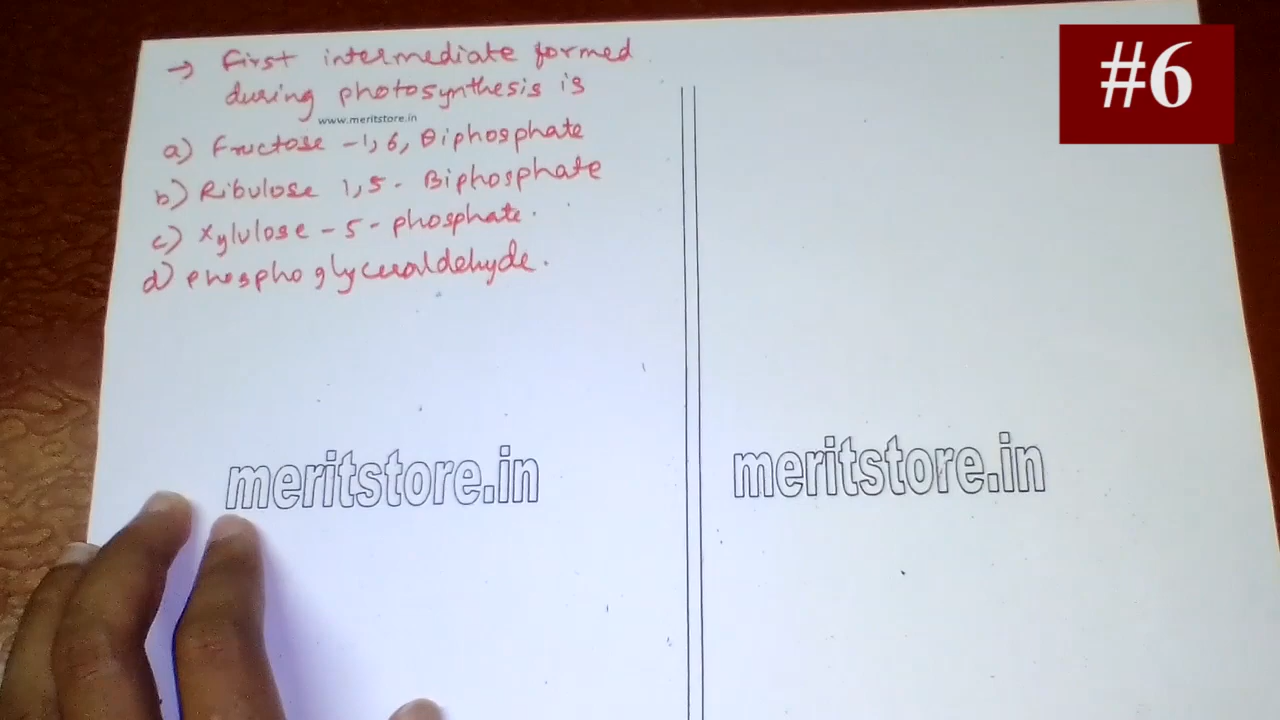 #6
→ First intermediate formed
during photosynthesis is
www.meritstore.in
a) Fructose -1,6, Biphosphate
b) Ribulose 1,5- Biphosphate
c) Xylulose - 5 - phosphate.
d) phosphoglyceraldehyde.
meritstore.in
meritstore.in